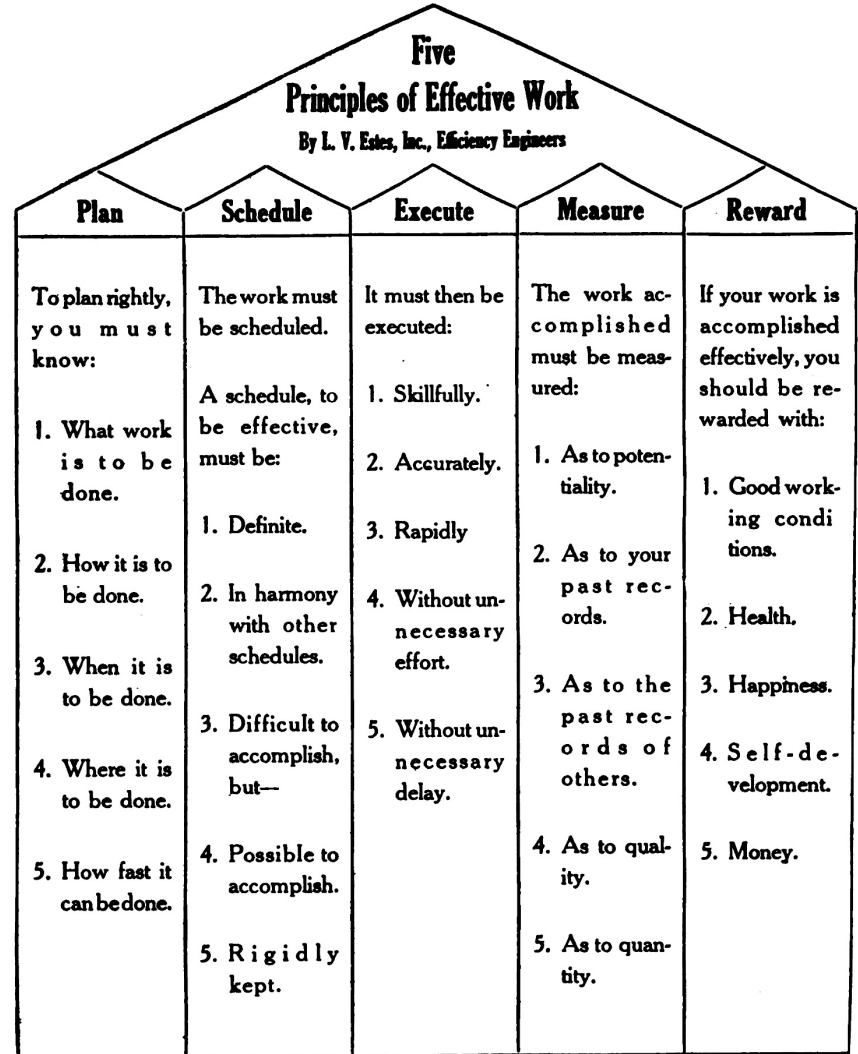 Five
Principles of Effective Work
By L. V. Estes, Inc., Efficiency Engineers
Plan
To plan rightly,
you must
know:
1. What work
is to be
done.
2. How it is to
be done.
3. When it is
to be done.
4. Where it is
to be done.
5. How fast it
can be done.
Schedule
The work must
be scheduled.
A schedule, to
be effective,
must be:
1. Definite.
2. In harmony
with other
schedules.
3. Difficult to
accomplish,
but—
4. Possible to
accomplish.
5. Rigidly
kept.
Execute
It must then be
executed:
1. Skillfully.
2. Accurately.
3. Rapidly
4. Without un-
necessary
effort.
5. Without un-
necessary
delay.
Measure
The work ac-
complished
must be meas-
ured:
1. As to poten-
tiality.
2. As to your
past rec-
ords.
3. As to the
past rec-
ords of
others.
4. As to qual-
ity.
5. As to quan-
tity.
Reward
If your work is
accomplished
effectively, you
should be re-
warded with:
1. Good work-
ing condi
tions.
2. Health.
3. Happiness.
4. Self-de-
velopment.
5. Money.